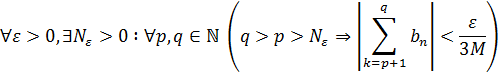 ∀ε > 0, ∃N_ε > 0 : ∀p, q ∈ ℕ (q > p > N_ε ⇒ |∑_{k=p+1}^{q} b_n| < ε/3M)